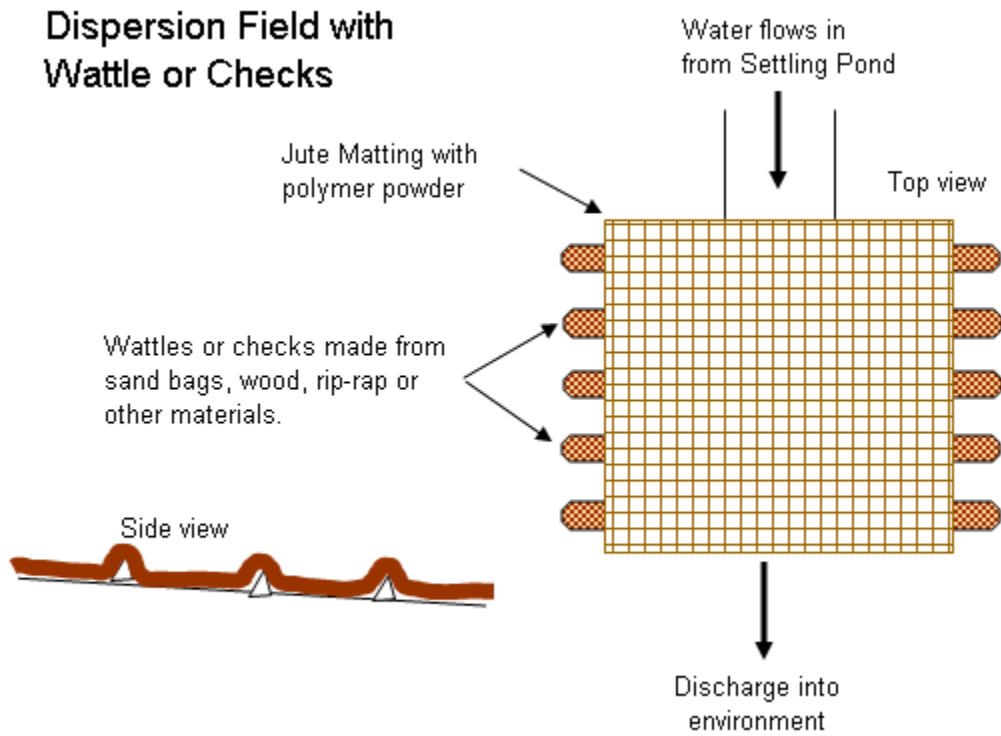 Dispersion Field with
Wattle or Checks
Water flows in
from Settling Pond
Jute Matting with
polymer powder
Top view
Wattles or checks made from
sand bags, wood, rip-rap or
other materials.
Side view
Discharge into
environment